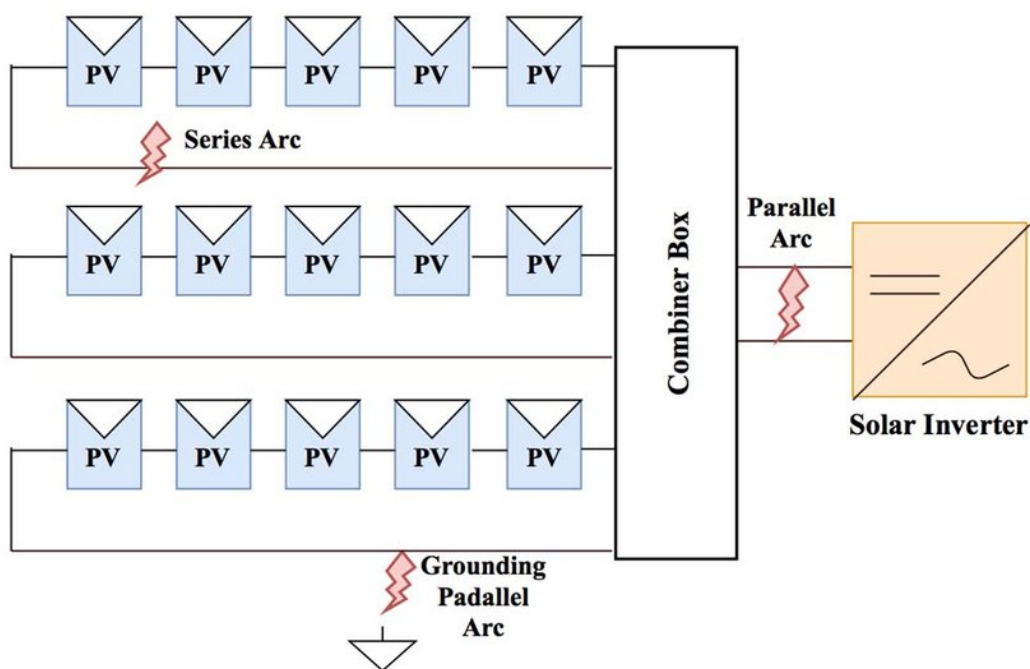 PV PV PV PV PV
Series Arc
PV PV PV PV PV
Combiner Box
Parallel
Arc
Solar Inverter
PV PV PV PV PV
Grounding
Padallel
Arc